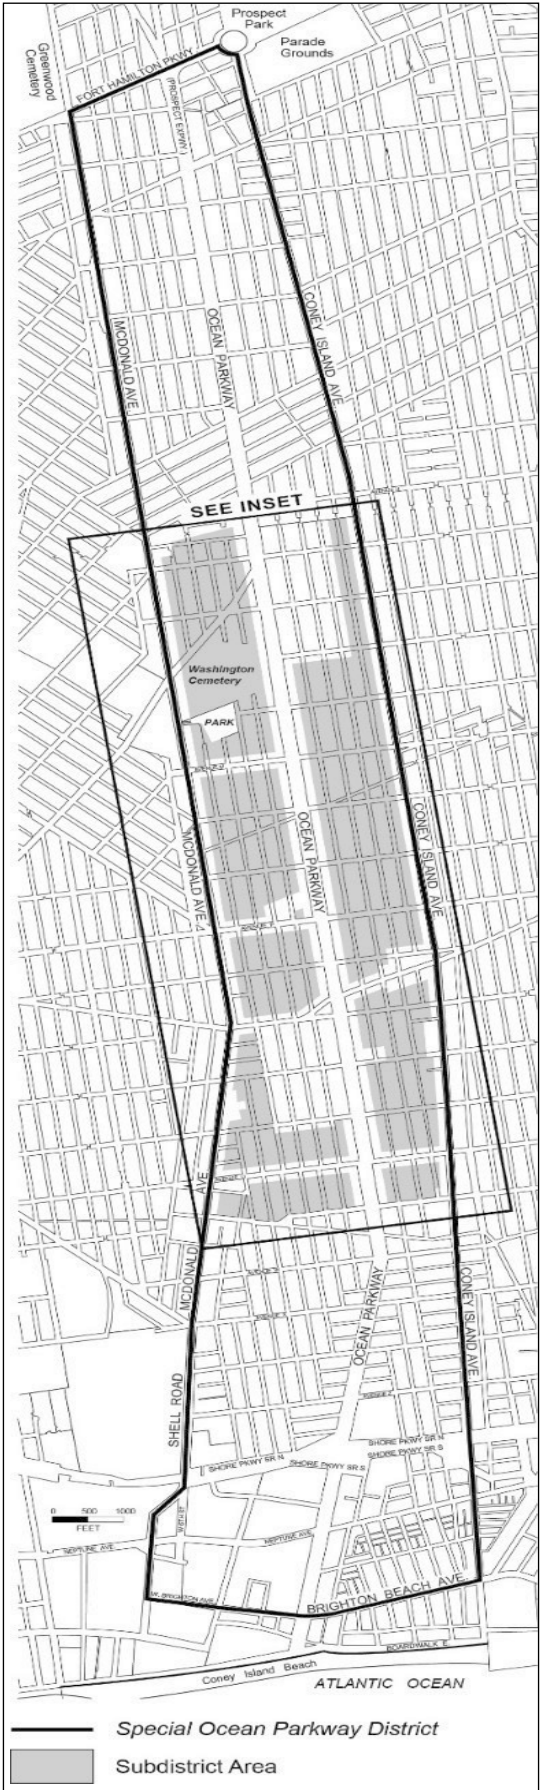 Prospect
Park
Parade
Grounds
Greenwood
Cemetery
FORT HAMILTON PKWY
(PROSPECT EXPWY)
OCEAN PARKWAY
CONEY ISLAND AVE
MCDONALD AVE
SEE INSET
Washington
Cemetery
PARK
OCEAN PARKWAY
CONEY ISLAND AVE
MCDONALD AVE
MCDONALD AVE
OCEAN PARKWAY
CONEY ISLAND AVE
SHELL ROAD
SHORE PKWY SR N
SHORE PKWY SR S
SHORE PKWY SR N
SHORE PKWY SR S
0 500 1000
FEET
NEPTUNE AVE
NEPTUNE AVE
W. BRIGHTON AVE
BRIGHTON BEACH AVE.
BOARDWALK E
Coney Island Beach
ATLANTIC OCEAN
Special Ocean Parkway District
Subdistrict Area